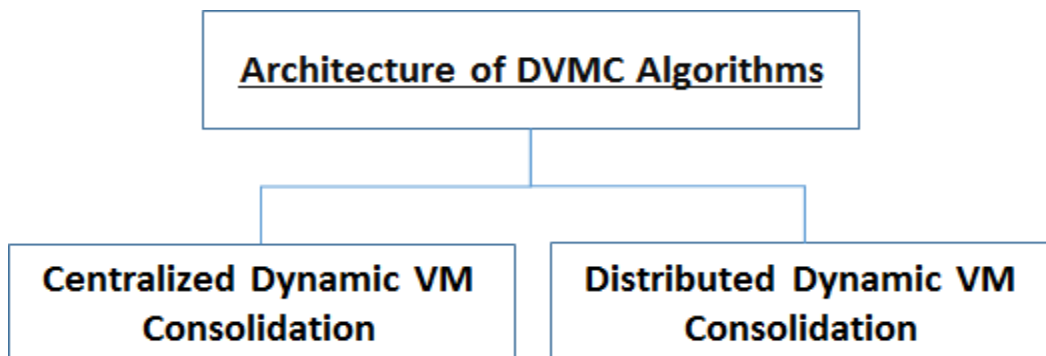 Architecture of DVMC Algorithms
Centralized Dynamic VM
Consolidation
Distributed Dynamic VM
Consolidation